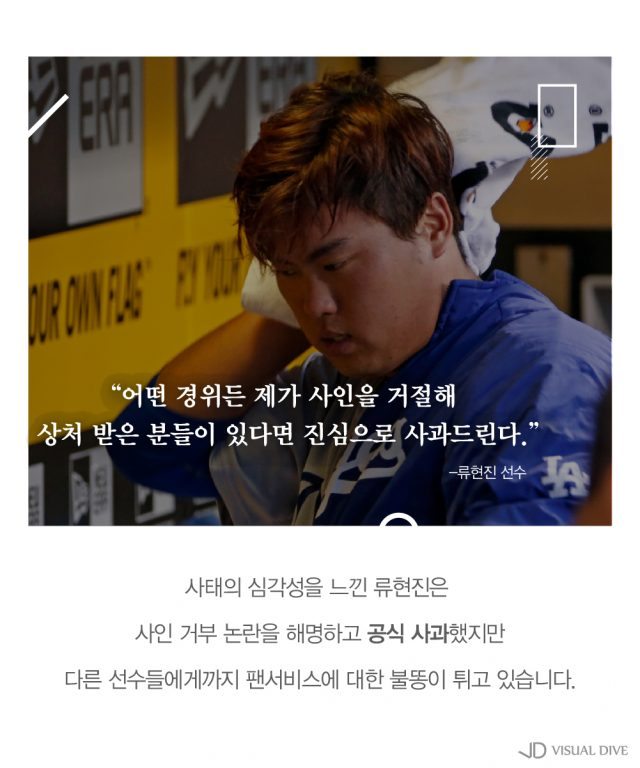 ERA
YOUR OWN FLAG
FLY YOUR
“어떤 경위든 제가 사인을 거절해
상처 받은 분들이 있다면 진심으로 사과드린다.”
-류현진 선수
LA
사태의 심각성을 느낀 류현진은
사인 거부 논란을 해명하고 공식 사과했지만
다른 선수들에게까지 팬서비스에 대한 불똥이 튀고 있습니다.
VD VISUAL DIVE